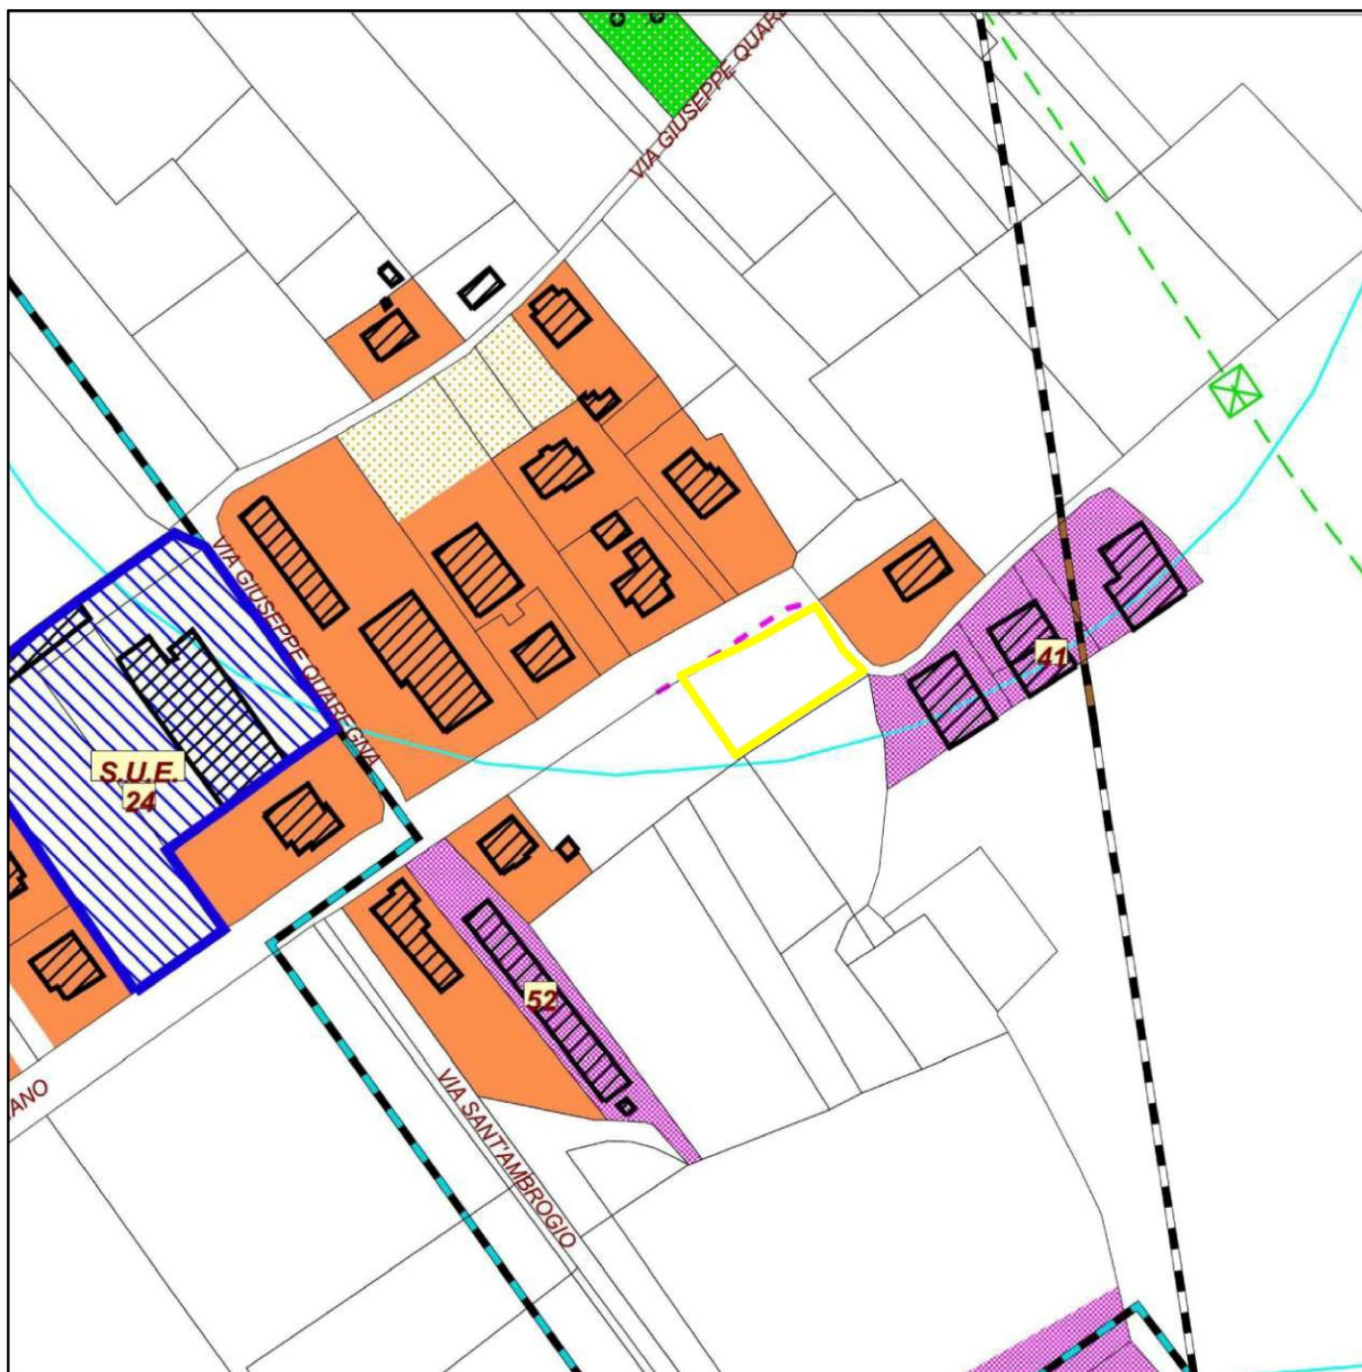 VIA GIUSEPPE QUAR
VIA GIUSEPPE QUAREGNA
41
S.U.E.
24
52
ANO
VIA SANT'AMBROGIO